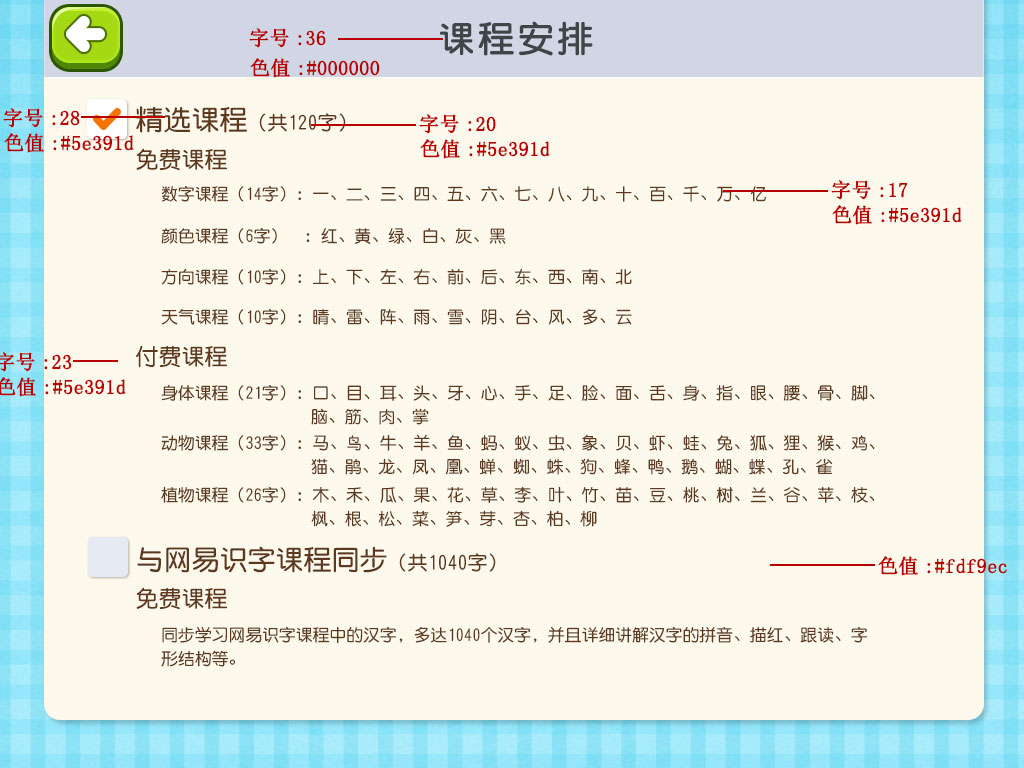 课程安排
字号:36
色值:#000000
字号:28
色值:#5e391d
精选课程（共120字）
字号:20
色值:#5e391d
免费课程
数字课程（14字）：一、二、三、四、五、六、七、八、九、十、百、千、万、亿
字号:17
色值:#5e391d
颜色课程（6字）：红、黄、绿、白、灰、黑
方向课程（10字）：上、下、左、右、前、后、东、西、南、北
天气课程（10字）：晴、雷、阵、雨、雪、阴、台、风、多、云
字号:23
色值:#5e391d
付费课程
身体课程（21字）：口、目、耳、头、牙、心、手、足、脸、面、舌、身、指、眼、腰、骨、脚、
脑、筋、肉、掌
动物课程（33字）：马、鸟、牛、羊、鱼、蚂、蚁、虫、象、贝、虾、蛙、兔、狐、狸、猴、鸡、
猫、鹃、龙、凤、凰、蝉、蜘、蛛、狗、蜂、鸭、鹅、蝴、蝶、孔、雀
植物课程（26字）：木、禾、瓜、果、花、草、李、叶、竹、苗、豆、桃、树、兰、谷、苹、枝、
枫、根、松、菜、笋、芽、杏、柏、柳
与网易识字课程同步（共1040字）
色值:#fdf9ec
免费课程
同步学习网易识字课程中的汉字，多达1040个汉字，并且详细讲解汉字的拼音、描红、跟读、字
形结构等。